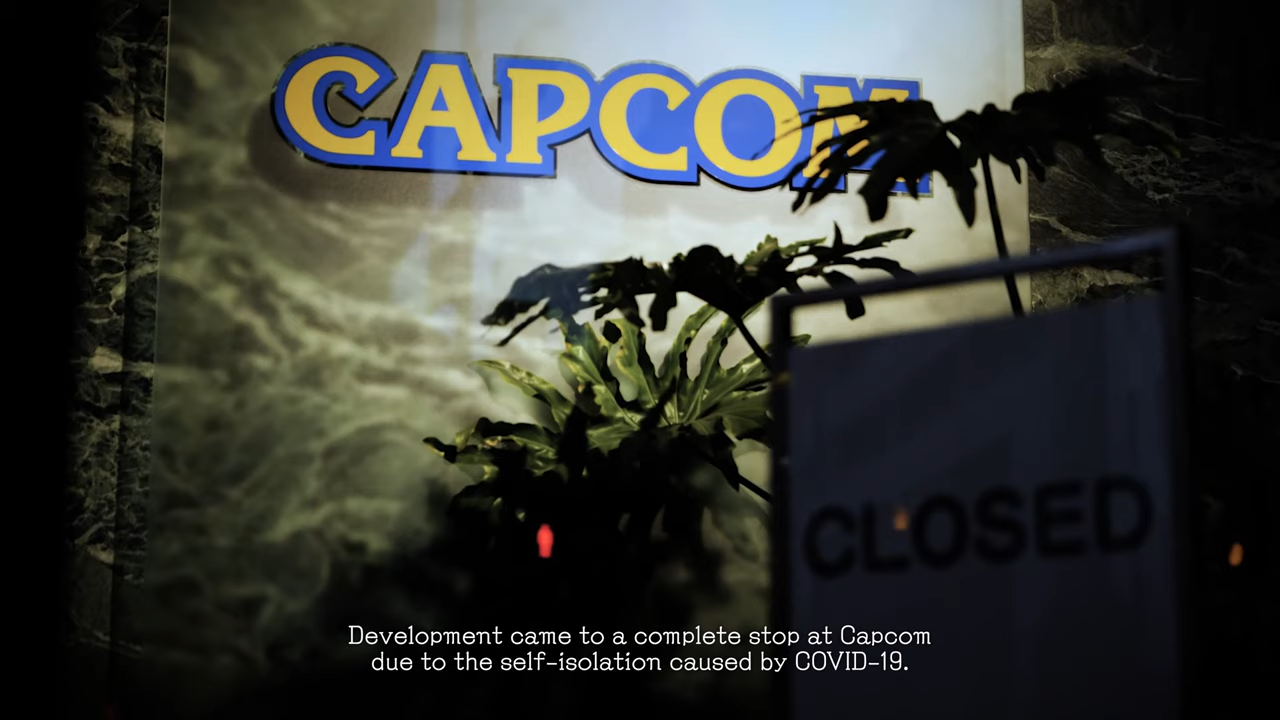 CAPCOM
CLOSED
Development came to a complete stop at Capcom
due to the self-isolation caused by COVID-19.